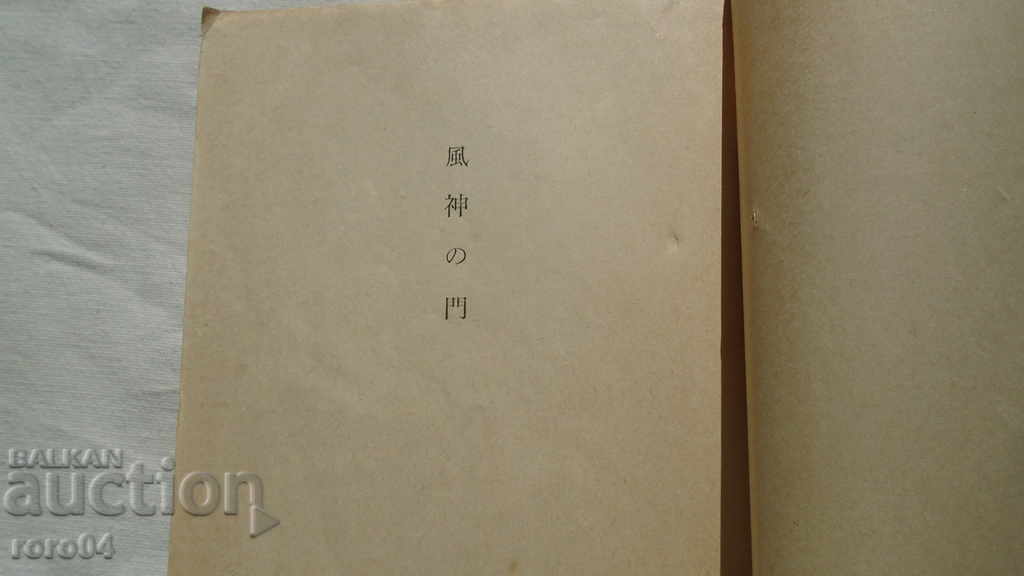 風神の門
BALKAN
auction
roro04